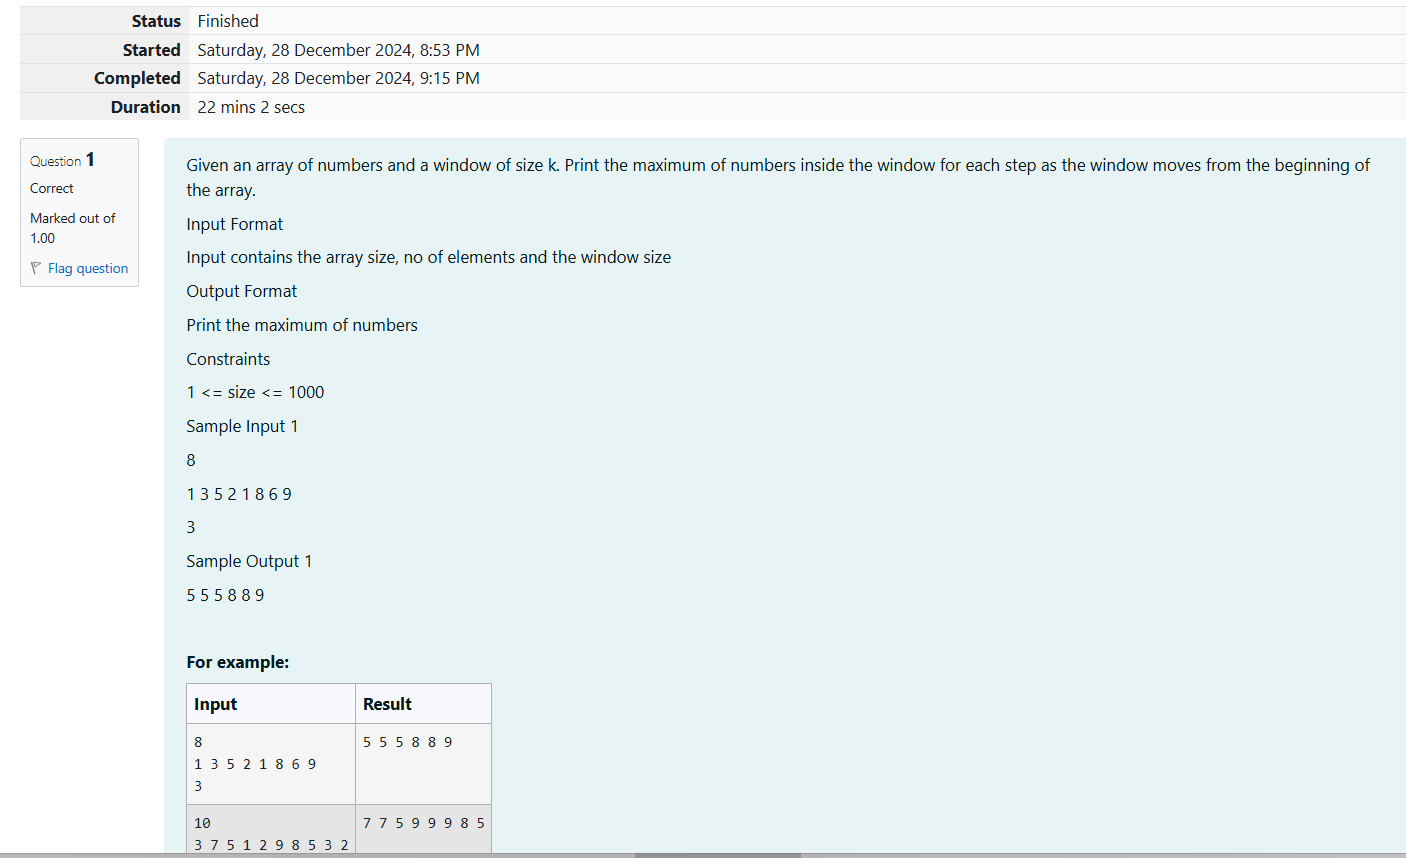 Status Finished
Started Saturday, 28 December 2024, 8:53 PM
Completed Saturday, 28 December 2024, 9:15 PM
Duration 22 mins 2 secs
Question 1
Correct
Marked out of
1.00
Flag question
Given an array of numbers and a window of size k. Print the maximum of numbers inside the window for each step as the window moves from the beginning of
the array.
Input Format
Input contains the array size, no of elements and the window size
Output Format
Print the maximum of numbers
Constraints
1 <= size <= 1000
Sample Input 1
8
1 3 5 2 1 8 6 9
3
Sample Output 1
5 5 5 8 8 9
For example:
Input Result
8 5 5 5 8 8 9
1 3 5 2 1 8 6 9
3
10 7 7 5 9 9 9 8 5
3 7 5 1 2 9 8 5 3 2